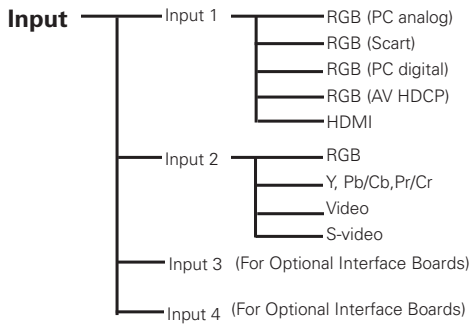 Input
Input 1
RGB (PC analog)
RGB (Scart)
RGB (PC digital)
RGB (AV HDCP)
HDMI
Input 2
RGB
Y, Pb/Cb,Pr/Cr
Video
S-video
Input 3 (For Optional Interface Boards)
Input 4 (For Optional Interface Boards)